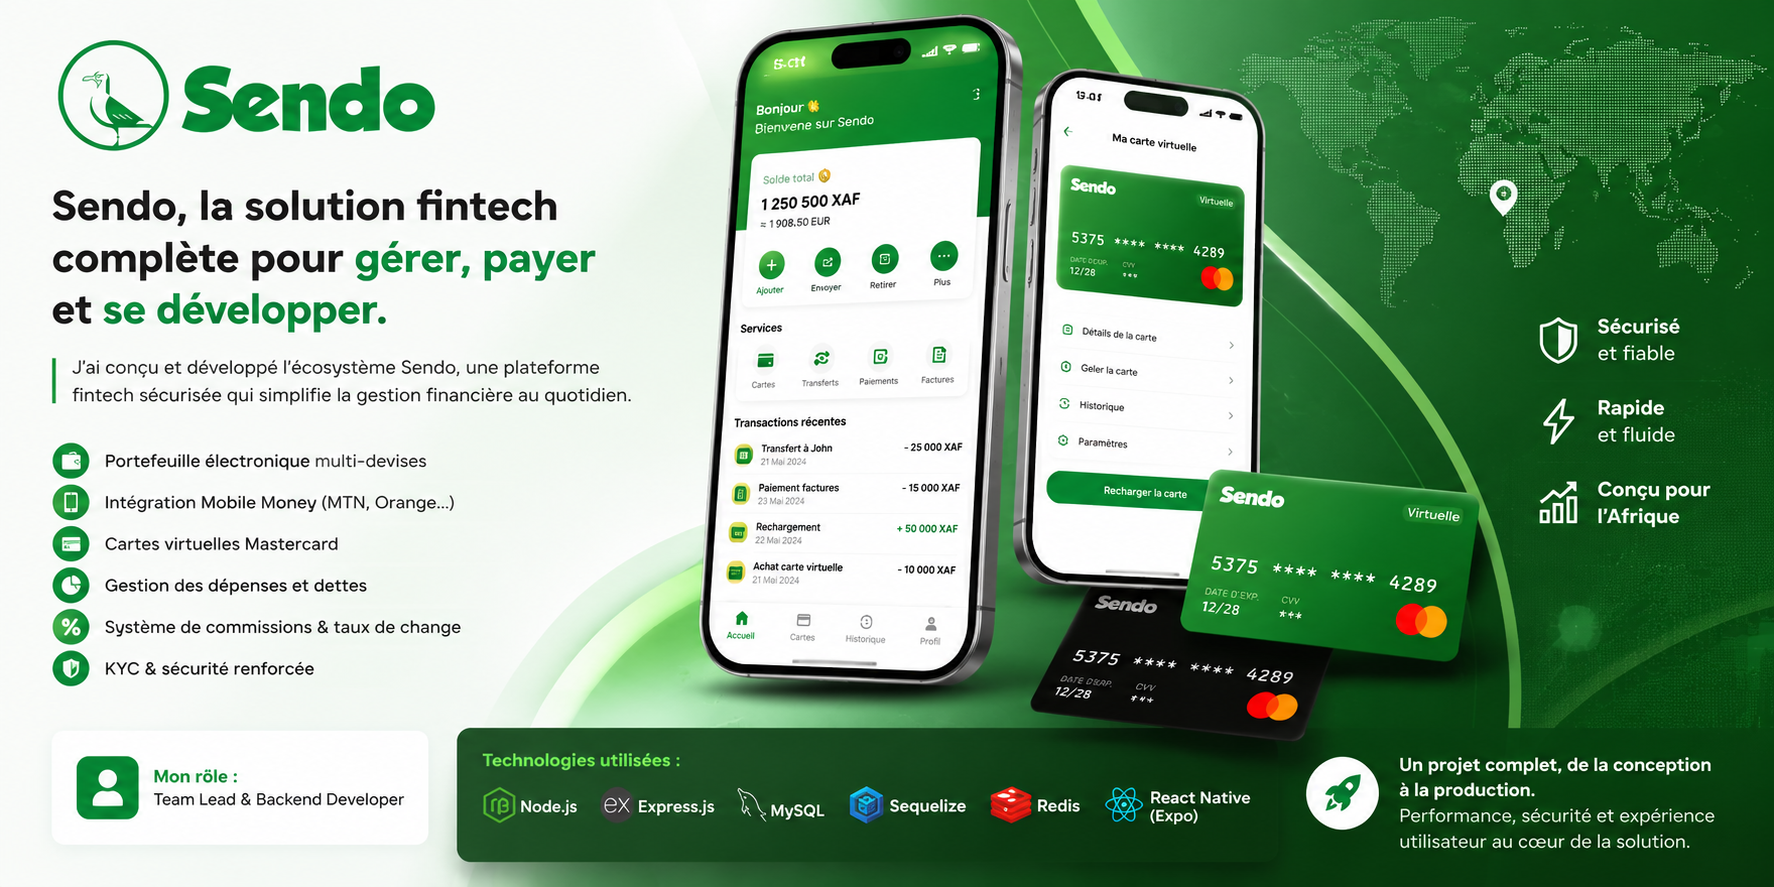 Sendo
Sendo, la solution fintech
complète pour gérer, payer
et se développer.
J'ai conçu et développé l'écosystème Sendo, une plateforme
fintech sécurisée qui simplifie la gestion financière au quotidien.
Portefeuille électronique multi-devises
Intégration Mobile Money (MTN, Orange...)
Cartes virtuelles Mastercard
Gestion des dépenses et dettes
Système de commissions & taux de change
KYC & sécurité renforcée
Mon rôle :
Team Lead & Backend Developer
Technologies utilisées :
Node.js
ex Express.js
MySQL
Sequelize
Redis
React Native
(Expo)
Un projet complet, de la conception
à la production.
Performance, sécurité et expérience
utilisateur au cœur de la solution.
Bonjour
Bienvene sur Sendo
Solde total
1 250 500 XAF
≈ 1 908.50 EUR
Ajouter
Envoyer
Retirer
Plus
Services
Cartes
Transferts
Paiements
Factures
Transactions récentes
Transfert à John
- 25 000 XAF
21 Mai 2024
Paiement factures
- 15 000 XAF
23 Mai 2024
Rechargement
+ 50 000 XAF
22 Mai 2024
Achat carte virtuelle
- 10 000 XAF
21 Mai 2024
Accueil
Cartes
Historique
Profil
Ma carte virtuelle
Sendo
Virtuelle
5375 **** **** 4289
CVV
12/28
***
Détails de la carte
Geler la carte
Historique
Paramètres
Recharger la carte
Sendo
Virtuelle
5375 **** **** 4289
DATE D'EXP.
CVV
12/28
***
Sendo
5375 **** **** 4289
CVV
12/28
***
Sécurisé
et fiable
Rapide
et fluide
Conçu pour
l'Afrique